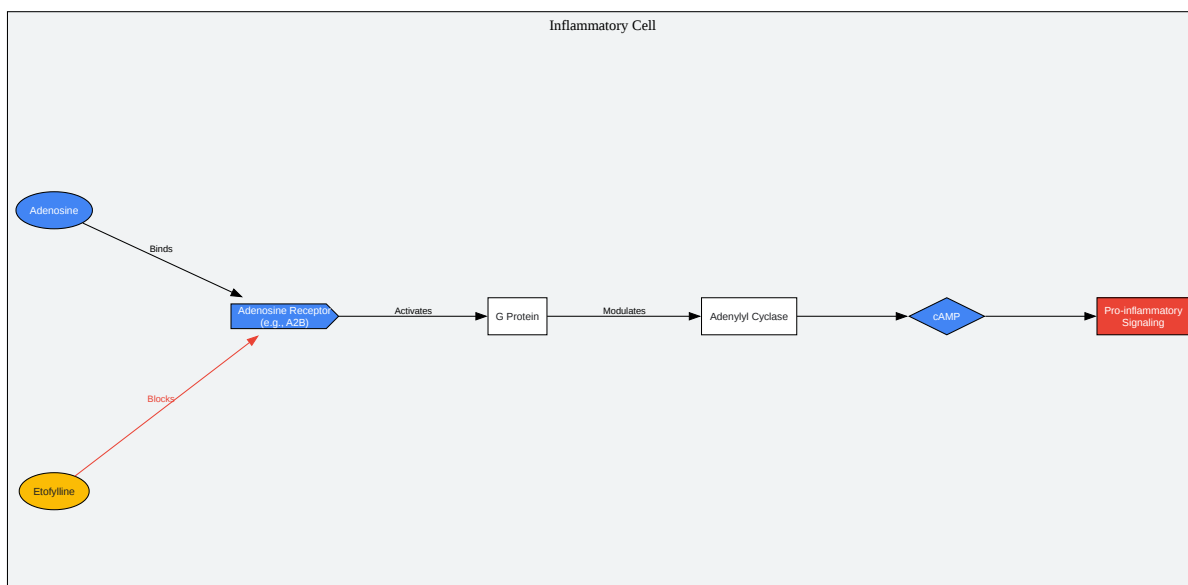 Inflammatory Cell
Adenosine
Binds
Adenosine Receptor
(e.g., A2B)
Activates
G Protein
Modulates
Adenylyl Cyclase
cAMP
Pro-inflammatory
Signaling
Blocks
Etofylline